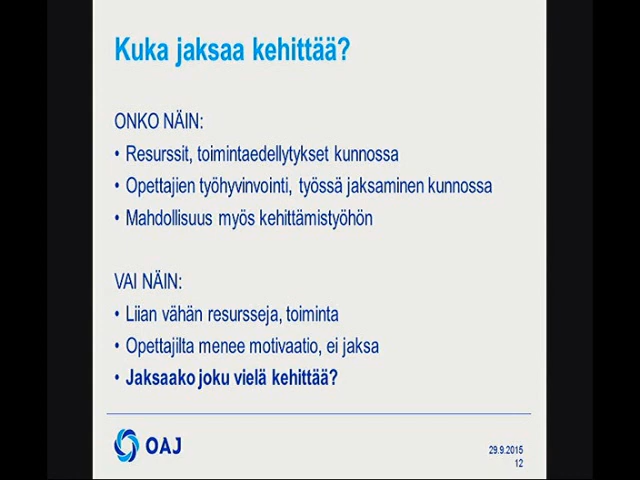 Kuka jaksaa kehittää?
ONKO NÄIN:
• Resurssit, toimintaedellytykset kunnossa
• Opettajien työhyvinvointi, työssä jaksaminen kunnossa
• Mahdollisuus myös kehittämistyöhön
VAI NÄIN:
• Liian vähän resursseja, toiminta
• Opettajilta menee motivaatio, ei jaksa
• Jaksaako joku vielä kehittää?
OAJ
29.9.2015
12